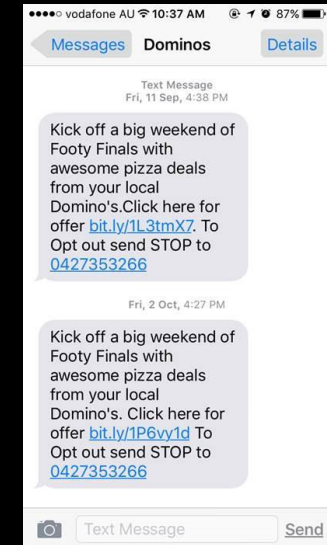 vodafone AU 10:37 AM 87%
Messages Dominos Details
Text Message
Fri, 11 Sep, 4:38 PM
Kick off a big weekend of
Footy Finals with
awesome pizza deals
from your local
Domino's.Click here for
offer bit.ly/1L3tmX7. To
Opt out send STOP to
0427353266
Fri, 2 Oct, 4:27 PM
Kick off a big weekend of
Footy Finals with
awesome pizza deals
from your local
Domino's. Click here for
offer bit.ly/1P6vy1d To
Opt out send STOP to
0427353266
Text Message Send